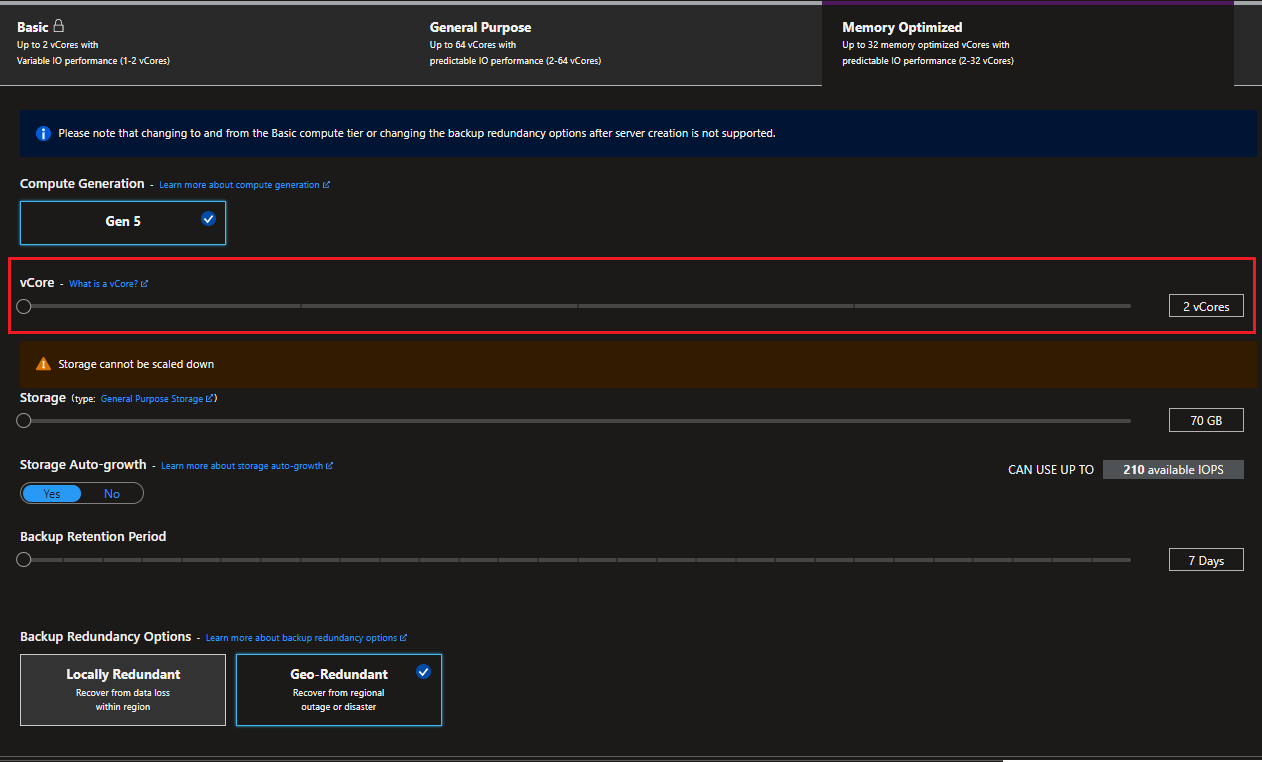 Basic
Up to 2 vCores with
Variable IO performance (1-2 vCores)
General Purpose
Up to 64 vCores with
predictable IO performance (2-64 vCores)
Memory Optimized
Up to 32 memory optimized vCores with
predictable IO performance (2-32 vCores)
Please note that changing to and from the Basic compute tier or changing the backup redundancy options after server creation is not supported.
Compute Generation - Learn more about compute generation
Gen 5
vCore - What is a vCore?
2 vCores
Storage cannot be scaled down
Storage (type: General Purpose Storage)
70 GB
Storage Auto-growth - Learn more about storage auto-growth
CAN USE UP TO 210 available IOPS
Yes No
Backup Retention Period
7 Days
Backup Redundancy Options - Learn more about backup redundancy options
Locally Redundant
Recover from data loss
within region
Geo-Redundant
Recover from regional
outage or disaster